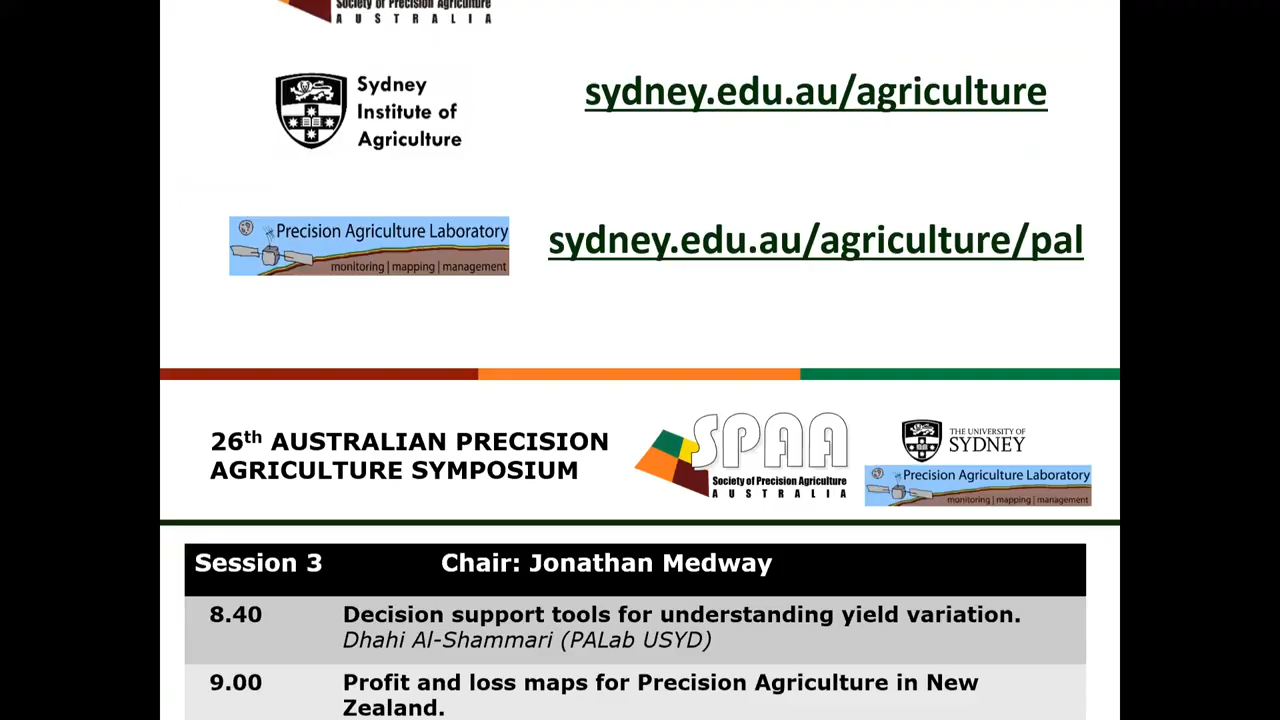 Society of Precision Agriculture
AUSTRALIA
Sydney
Institute of
Agriculture
sydney.edu.au/agriculture
Precision Agriculture Laboratory
monitoring | mapping | management
sydney.edu.au/agriculture/pal
26th AUSTRALIAN PRECISION
AGRICULTURE SYMPOSIUM
SPAA
Society of Precision Agriculture
AUSTRALIA
THE UNIVERSITY OF
SYDNEY
Precision Agriculture Laboratory
monitoring | mapping | management
Session 3 Chair: Jonathan Medway
8.40 Decision support tools for understanding yield variation.
Dhahi Al-Shammari (PALab USYD)
9.00 Profit and loss maps for Precision Agriculture in New
Zealand.